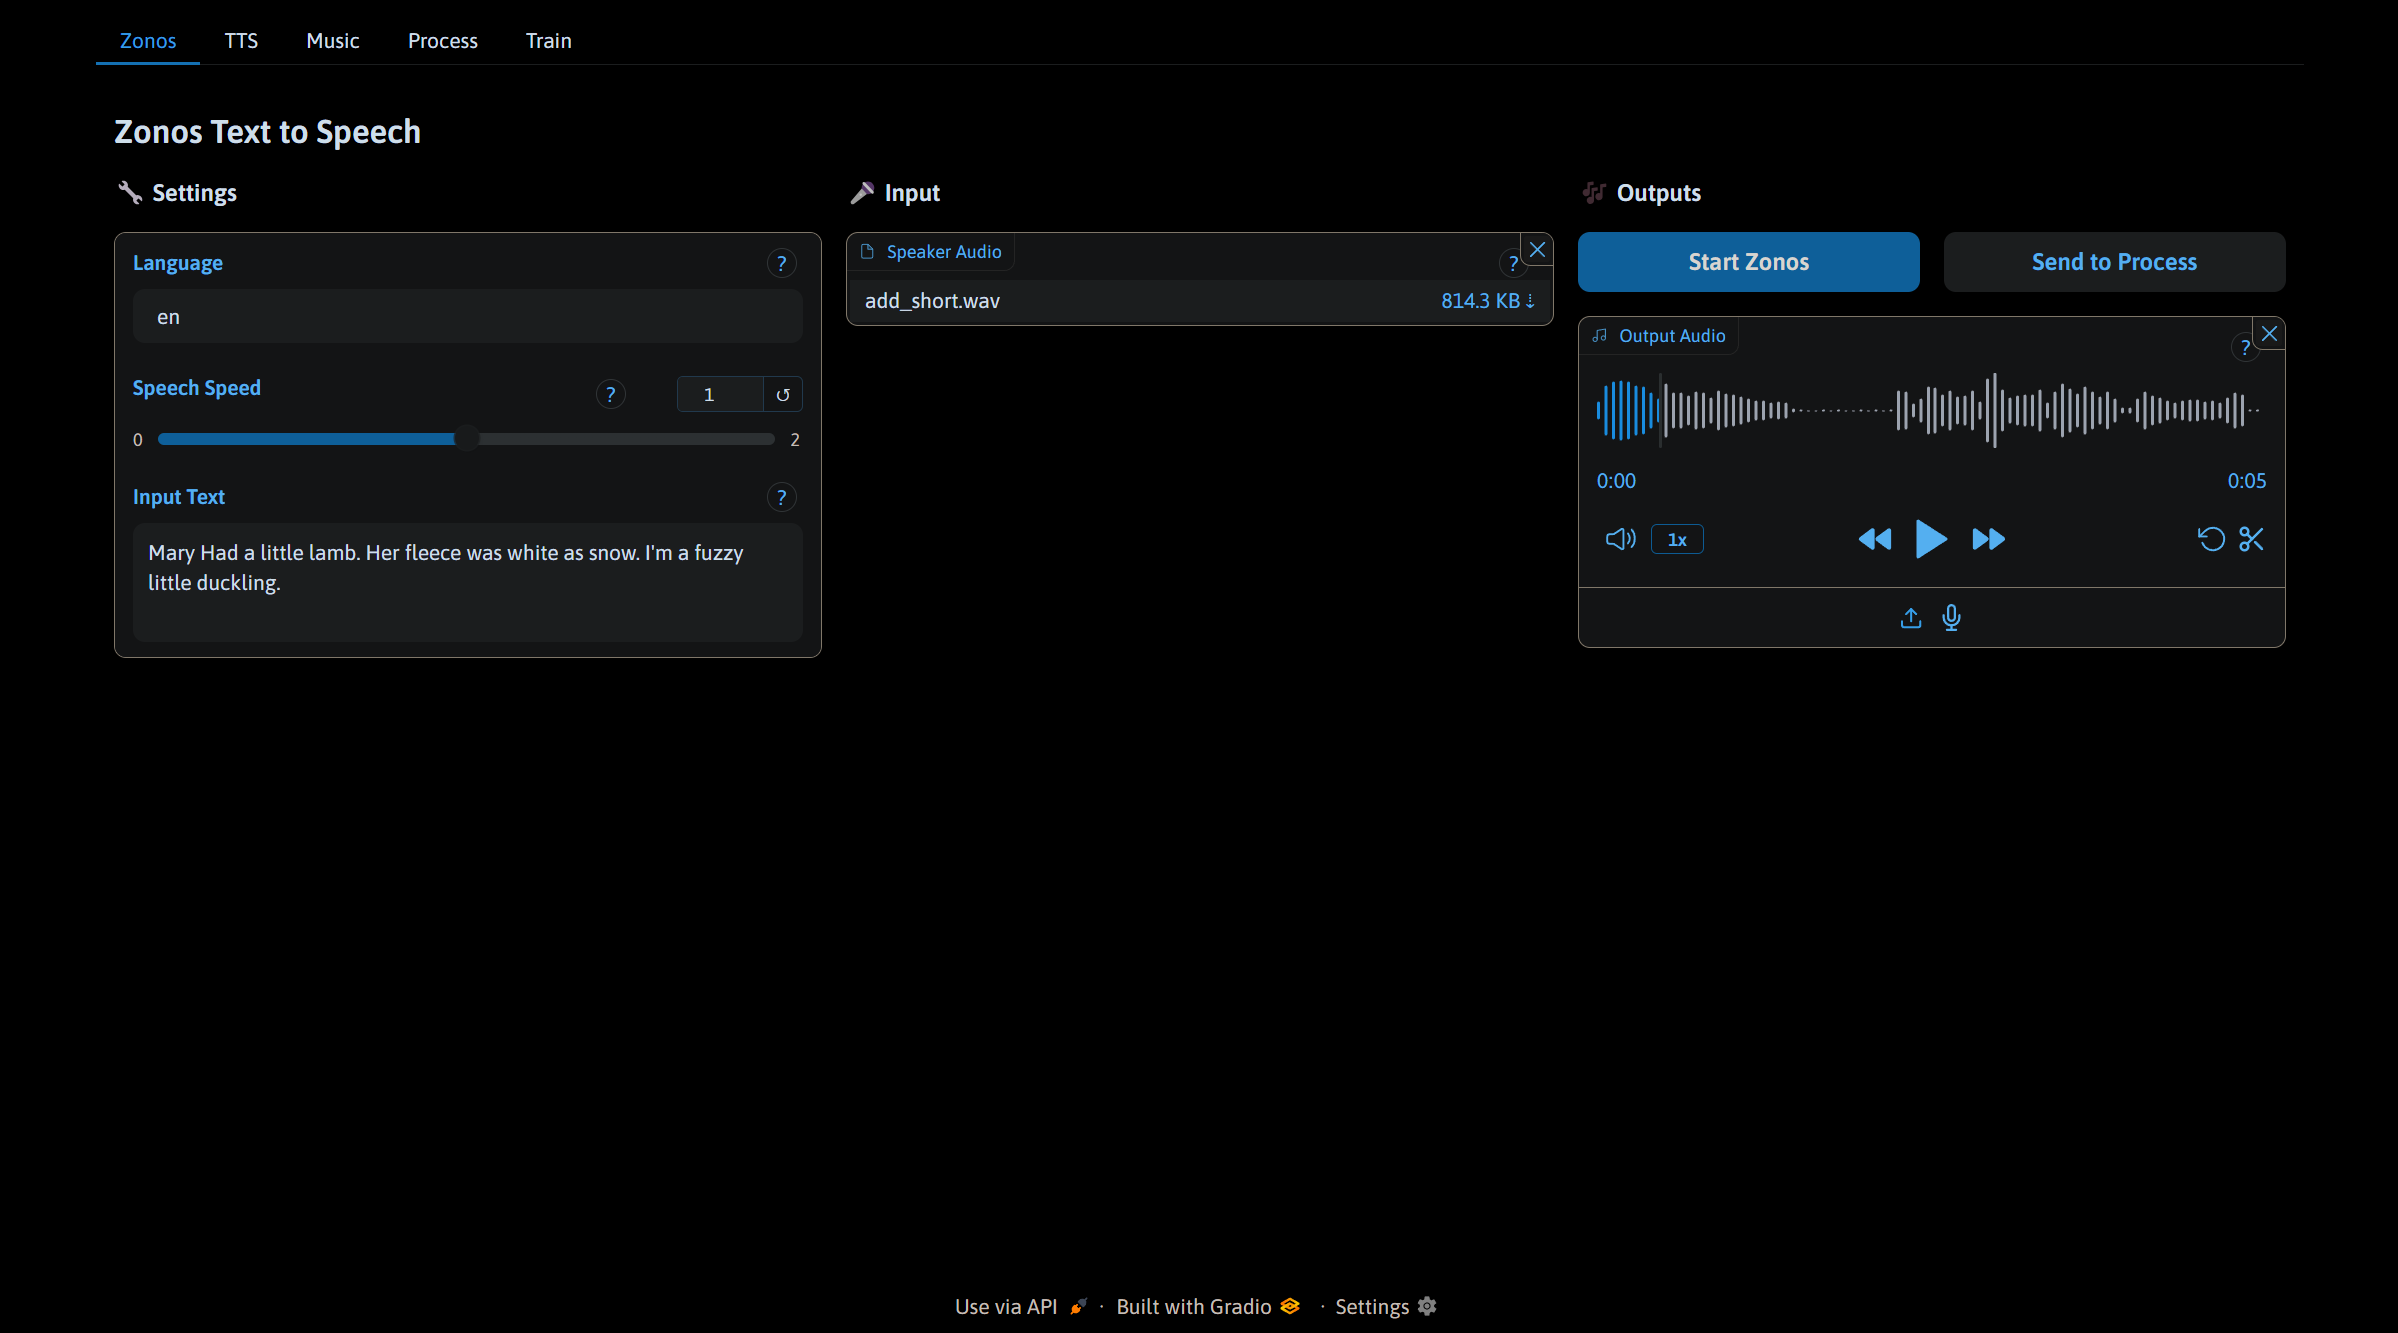 Zonos TTS Music Process Train
Zonos Text to Speech
Settings
Language ?
en
Speech Speed ? 1
0 2
Input Text ?
Mary Had a little lamb. Her fleece was white as snow. I'm a fuzzy
little duckling.
Input
Speaker Audio ?
add_short.wav 814.3 KB ⇣
Outputs
Start Zonos Send to Process
Output Audio ?
0:00 0:05
1x
Use via API · Built with Gradio · Settings